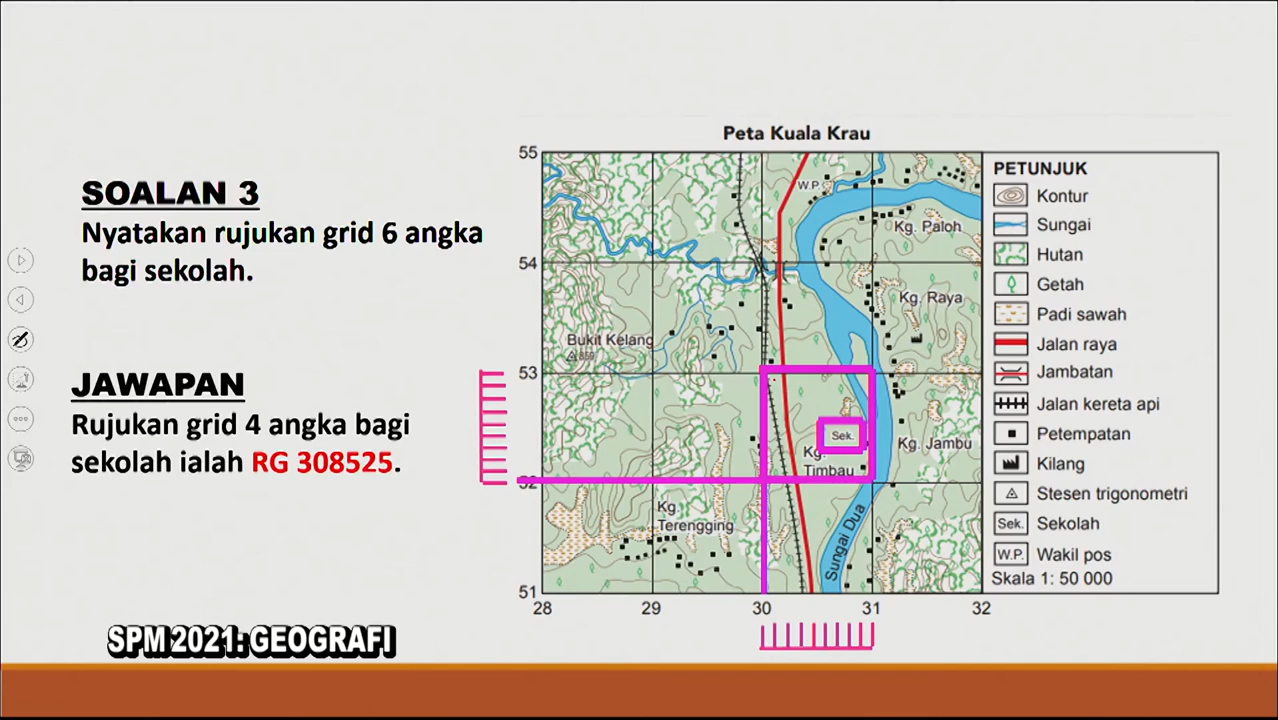 SOALAN 3
Nyatakan rujukan grid 6 angka
bagi sekolah.
JAWAPAN
Rujukan grid 4 angka bagi
sekolah ialah RG 308525.
SPM 2021: GEOGRAFI
Peta Kuala Krau
55
54
53
52
51
28
29
30
31
32
W.P.
Kg. Paloh
Kg. Raya
Bukit Kelang
859
Sek.
Kg.
Timbau
Kg. Jambu
Kg.
Terengging
Sungai Dua
PETUNJUK
Kontur
Sungai
Hutan
Getah
Padi sawah
Jalan raya
Jambatan
Jalan kereta api
Petempatan
Kilang
Stesen trigonometri
Sek. Sekolah
W.P. Wakil pos
Skala 1: 50 000